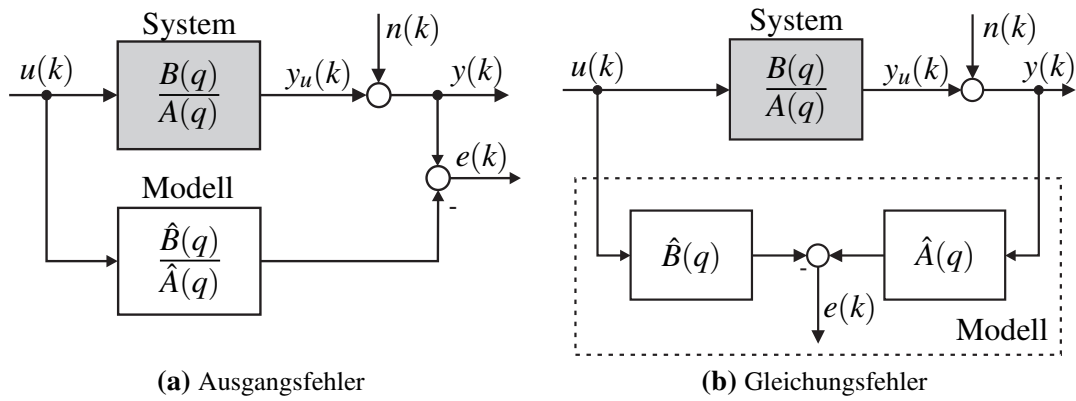 System
n(k)
u(k)
B(q)
A(q)
y_u(k)
y(k)
e(k)
Modell
-
B̂(q)
Â(q)
(a) Ausgangsfehler
System
n(k)
u(k)
B(q)
A(q)
y_u(k)
y(k)
B̂(q)
-
Â(q)
e(k)
Modell
(b) Gleichungsfehler